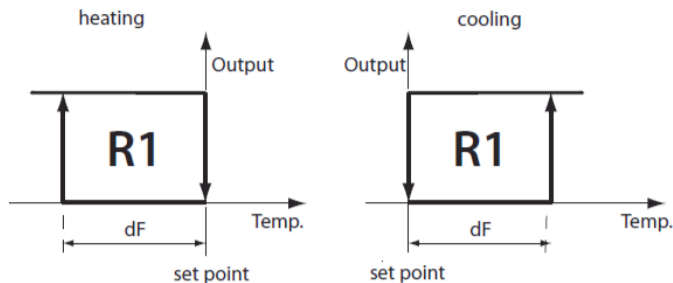 heating
cooling
Output
Output
R1
R1
Temp.
Temp.
dF
dF
set point
set point